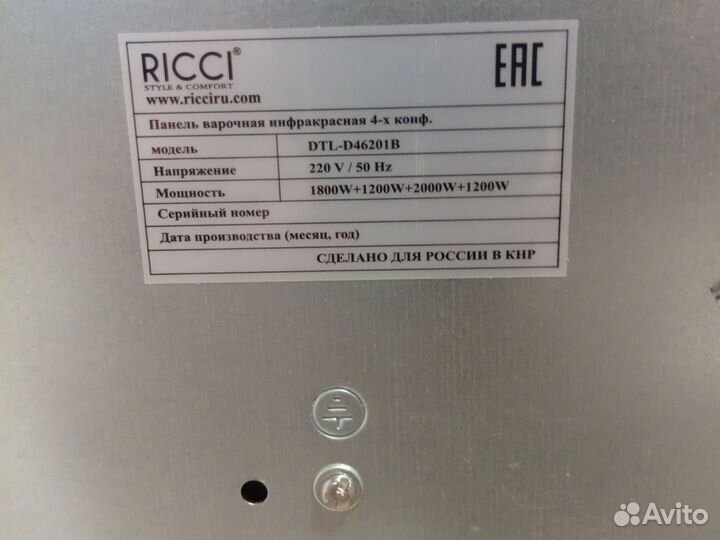 RICCI®
EAC
STYLE & COMFORT
www.ricciru.com
Панель варочная инфракрасная 4-х конф.
модель DTL-D46201B
Напряжение 220 V / 50 Hz
Мощность 1800W+1200W+2000W+1200W
Серийный номер
Дата производства (месяц, год)
СДЕЛАНО ДЛЯ РОССИИ В КНР
Avito